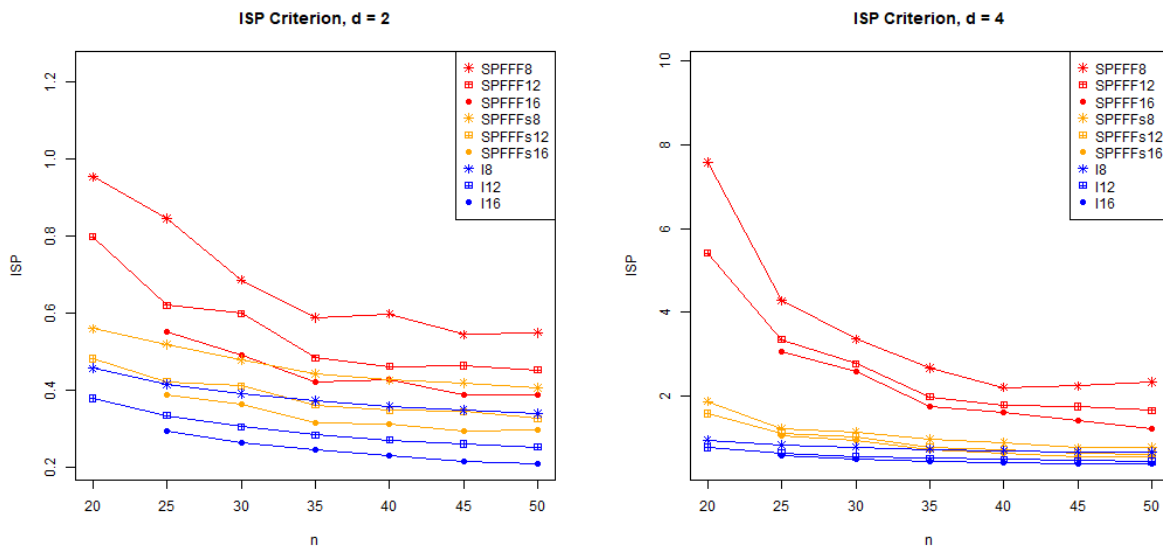 ISP Criterion, d = 2
ISP
1.2
1.0
0.8
0.6
0.4
0.2
SPFFF8
SPFFF12
SPFFF16
SPFFFs8
SPFFFs12
SPFFFs16
I8
I12
I16
20 25 30 35 40 45 50
n
ISP Criterion, d = 4
ISP
10
8
6
4
2
SPFFF8
SPFFF12
SPFFF16
SPFFFs8
SPFFFs12
SPFFFs16
I8
I12
I16
20 25 30 35 40 45 50
n